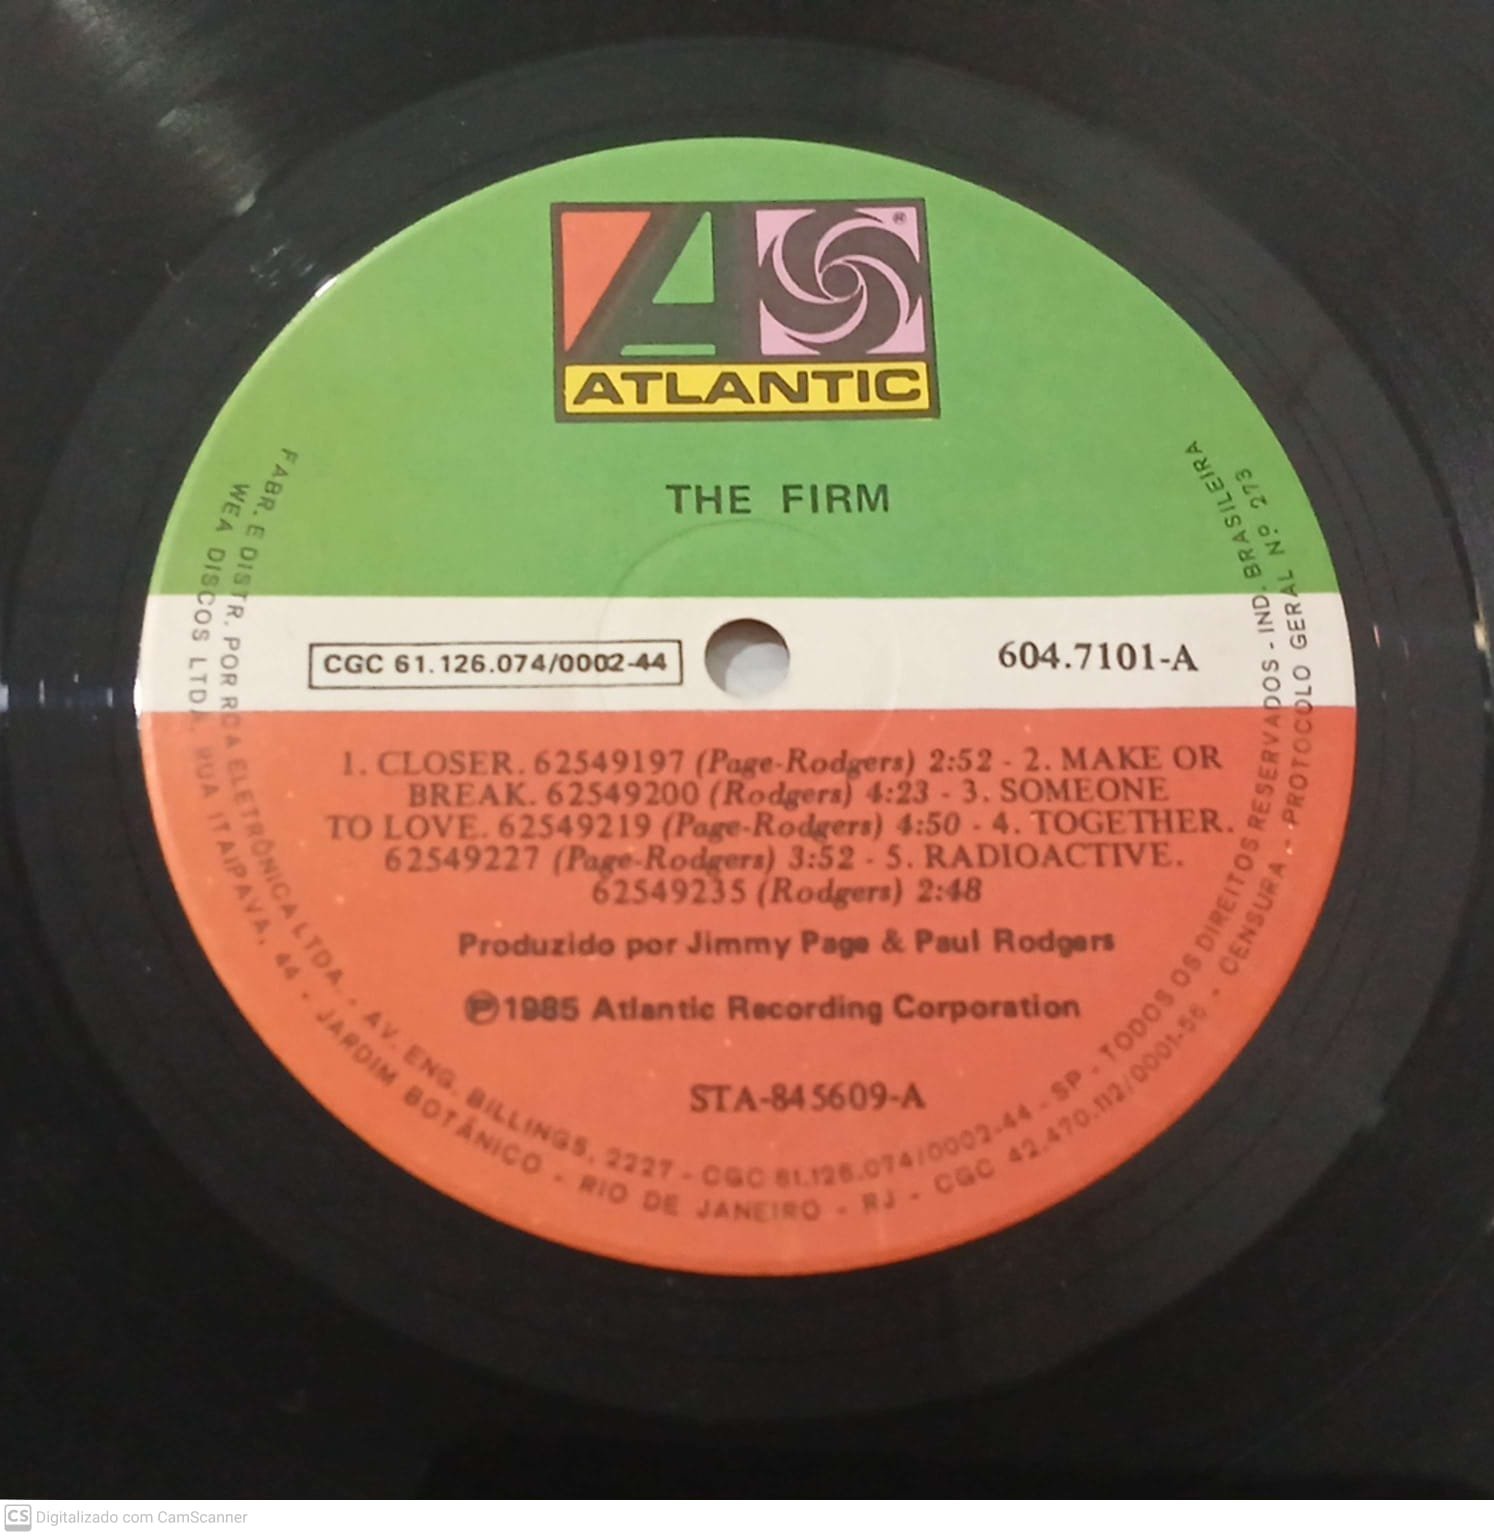 ®
ATLANTIC
THE FIRM
CGC 61.126.074/0002-44
604.7101-A
1. CLOSER. 62549197 (Page-Rodgers) 2:52 - 2. MAKE OR
BREAK. 62549200 (Rodgers) 4:23 - 3. SOMEONE
TO LOVE. 62549219 (Page-Rodgers) 4:50 - 4. TOGETHER.
62549227 (Page-Rodgers) 3:52 - 5. RADIOACTIVE.
62549235 (Rodgers) 2:48
Produzido por Jimmy Page & Paul Rodgers
℗1985 Atlantic Recording Corporation
STA-845609-A
FABR. E DISTR. POR RCA ELETRÔNICA LTDA. - AV. ENG. BILLINGS, 2227 - CGC 61.126.074/0002-44 - SP - TODOS OS DIREITOS RESERVADOS - IND. BRASILEIRA
WEA DISCOS LTDA. RUA ITAIPAVA, 44 - JARDIM BOTÂNICO - RIO DE JANEIRO - RJ - CGC 42.470.112/0001-56 - CENSURA - PROTOCOLO GERAL Nº 273
CS Digitalizado com CamScanner